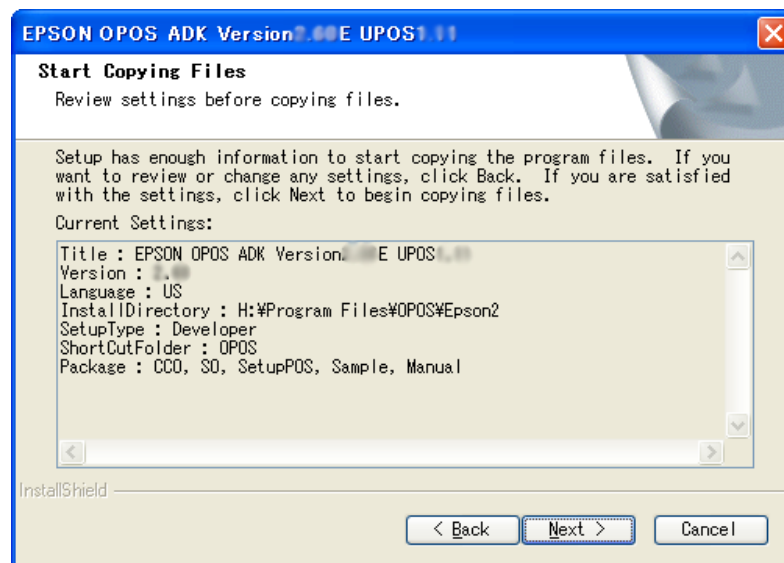 EPSON OPOS ADK Version E UPOS
Start Copying Files
Review settings before copying files.
Setup has enough information to start copying the program files.  If you
want to review or change any settings, click Back.  If you are satisfied
with the settings, click Next to begin copying files.
Current Settings:
Title : EPSON OPOS ADK Version E UPOS
Version :
Language : US
InstallDirectory : H:¥Program Files¥OPOS¥Epson2
SetupType : Developer
ShortCutFolder : OPOS
Package : CCO, SO, SetupPOS, Sample, Manual
InstallShield
< Back
Next >
Cancel